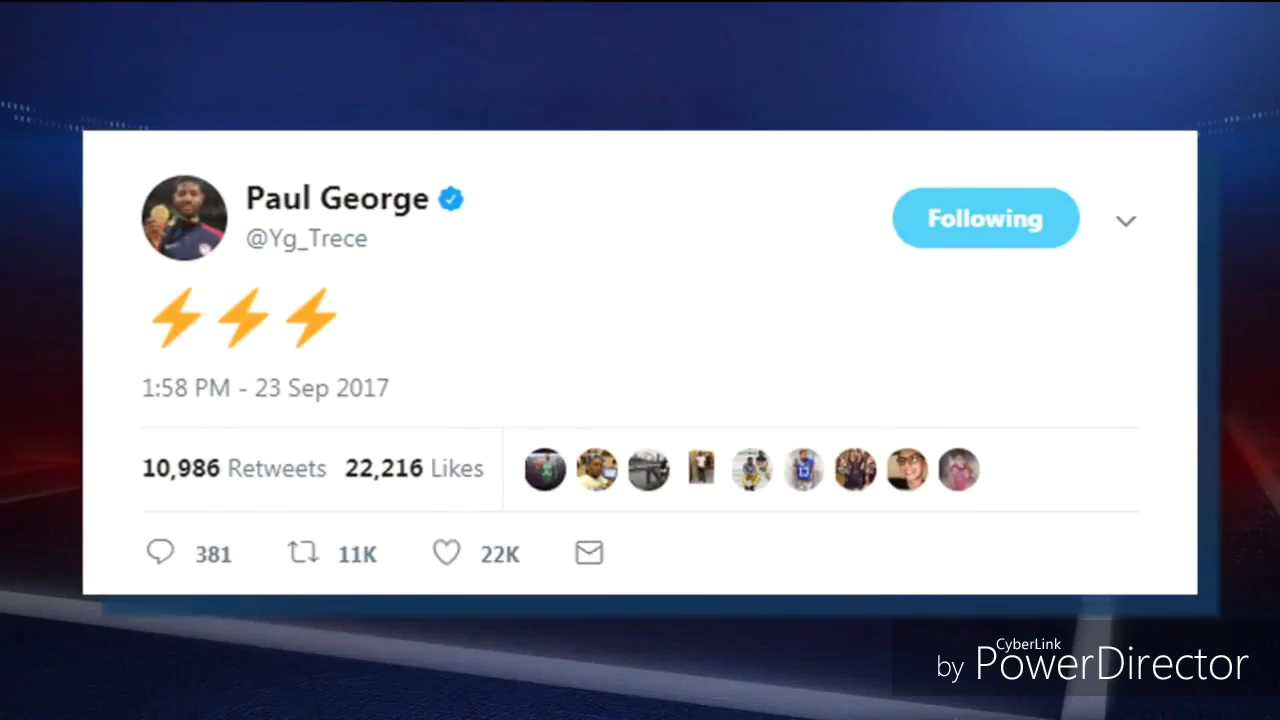 Paul George
@Yg_Trece
Following
⚡⚡⚡
1:58 PM - 23 Sep 2017
10,986 Retweets 22,216 Likes
381 11K 22K
CyberLink
by PowerDirector